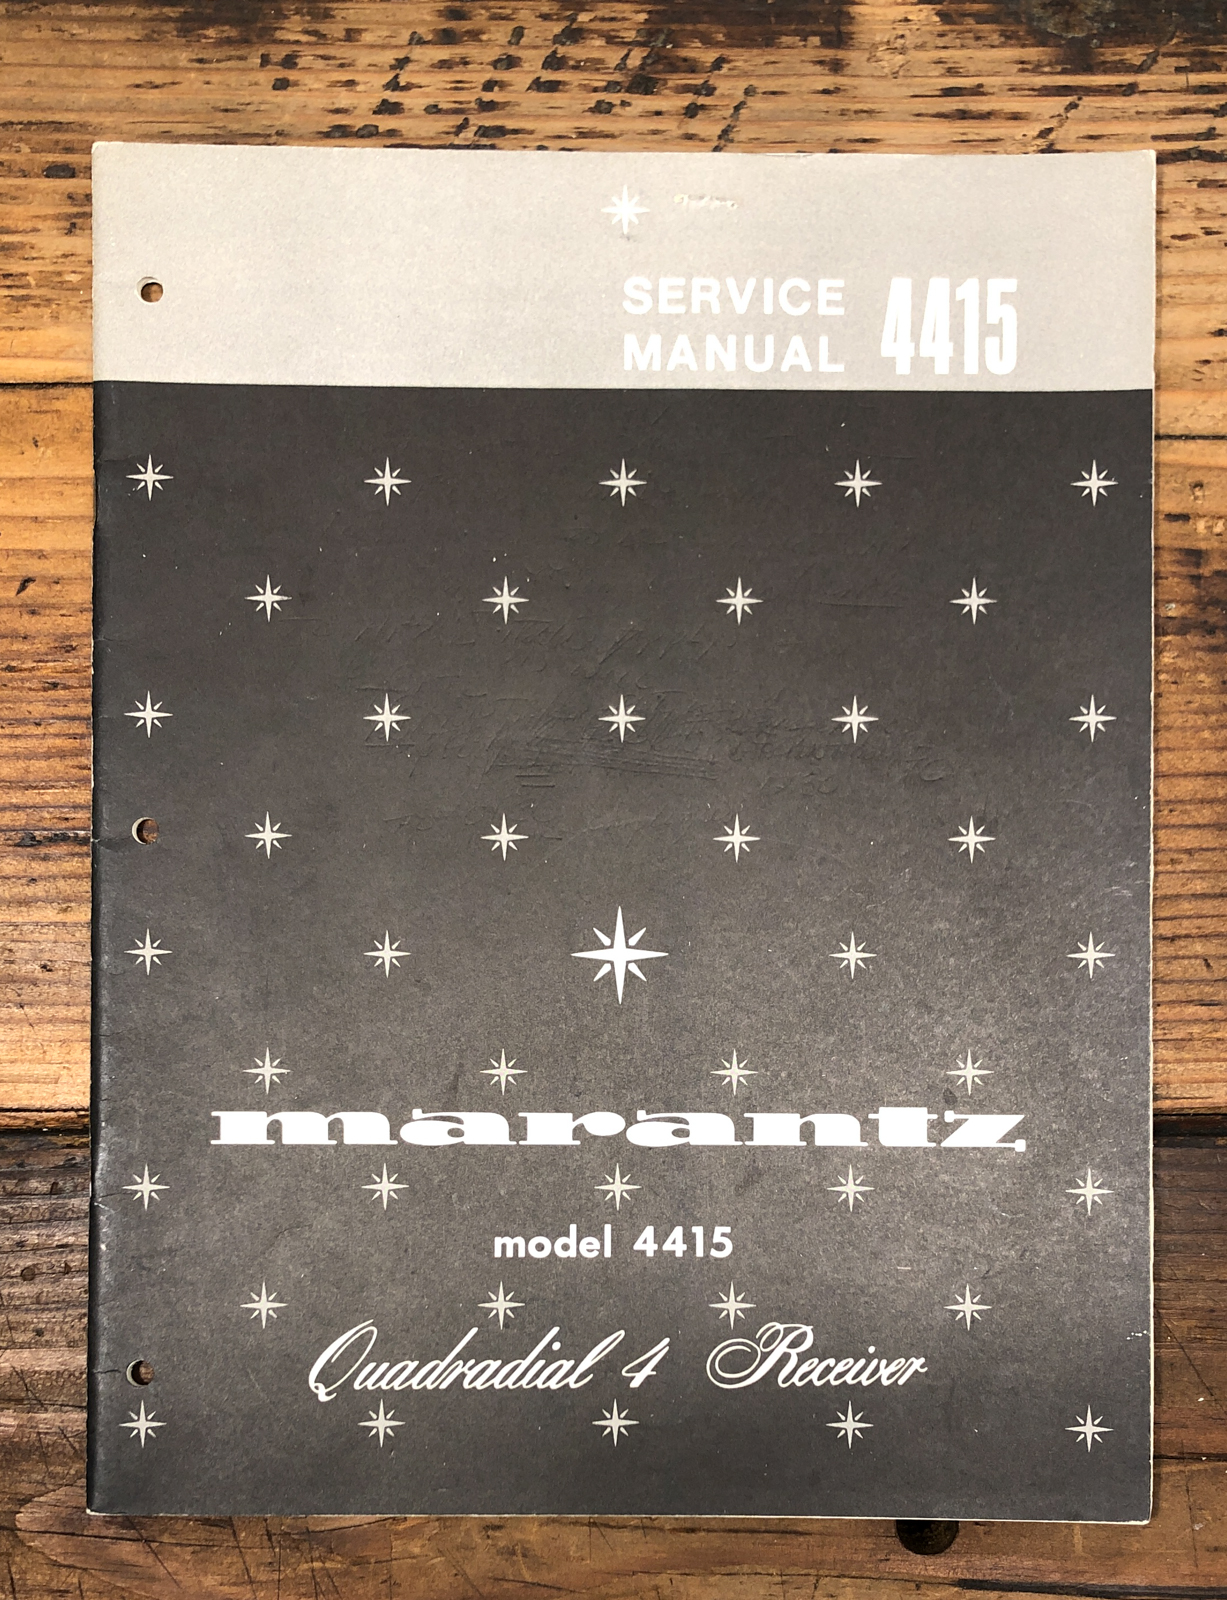 SERVICE
MANUAL 4415
marantz
model 4415
Quadradial 4 Receiver